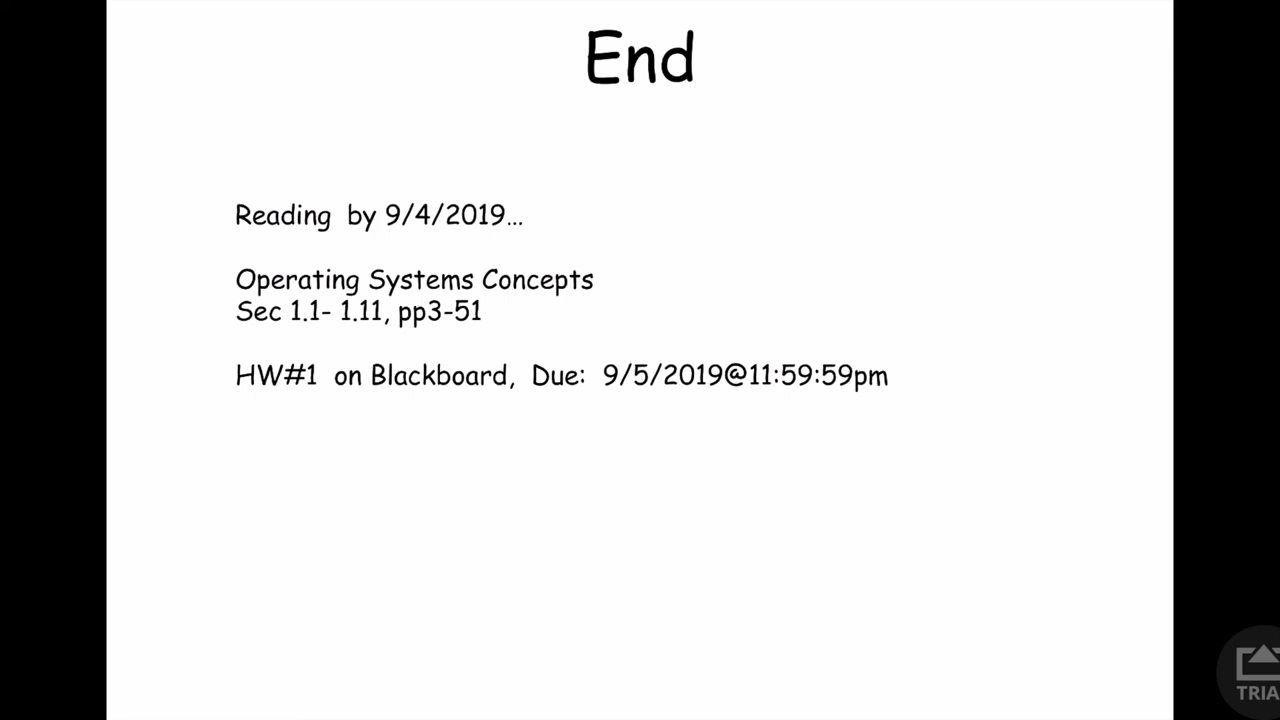 End
Reading by 9/4/2019...
Operating Systems Concepts
Sec 1.1- 1.11, pp3-51
HW#1 on Blackboard, Due: 9/5/2019@11:59:59pm
TRIA